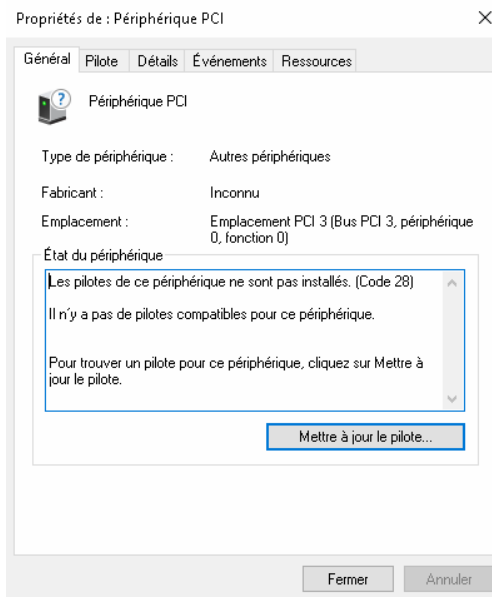 Propriétés de : Périphérique PCI
Général
Pilote
Détails
Événements
Ressources
Périphérique PCI
Type de périphérique :
Autres périphériques
Fabricant :
Inconnu
Emplacement :
Emplacement PCI 3 (Bus PCI 3, périphérique
0, fonction 0)
État du périphérique
Les pilotes de ce périphérique ne sont pas installés. (Code 28)
Il n'y a pas de pilotes compatibles pour ce périphérique.
Pour trouver un pilote pour ce périphérique, cliquez sur Mettre à
jour le pilote.
Mettre à jour le pilote...
Fermer
Annuler